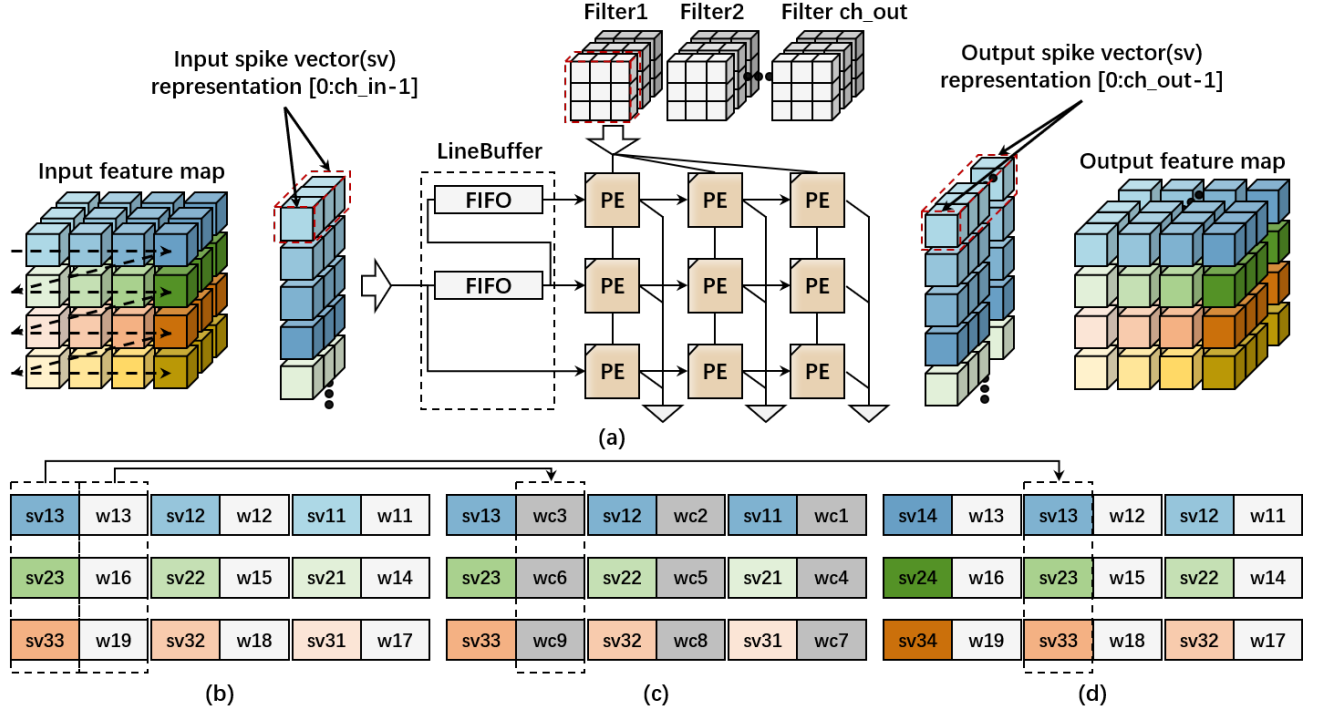 Filter1 Filter2 Filter ch_out
Input spike vector(sv)
representation [0:ch_in-1]
Output spike vector(sv)
representation [0:ch_out-1]
Input feature map
LineBuffer
Output feature map
FIFO PE PE PE
FIFO PE PE PE
PE PE PE
(a)
sv13 w13 sv12 w12 sv11 w11
sv23 w16 sv22 w15 sv21 w14
sv33 w19 sv32 w18 sv31 w17
(b)
sv13 wc3 sv12 wc2 sv11 wc1
sv23 wc6 sv22 wc5 sv21 wc4
sv33 wc9 sv32 wc8 sv31 wc7
(c)
sv14 w13 sv13 w12 sv12 w11
sv24 w16 sv23 w15 sv22 w14
sv34 w19 sv33 w18 sv32 w17
(d)